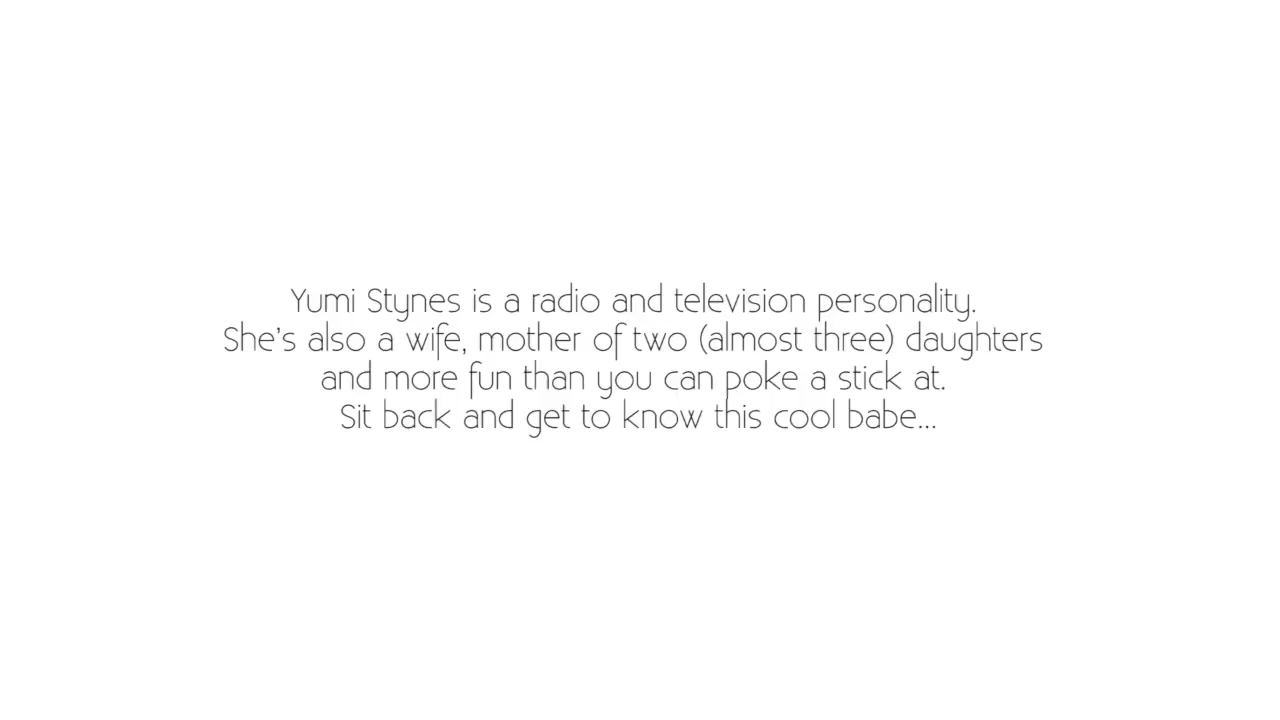 Yumi Stynes is a radio and television personality.
She's also a wife, mother of two (almost three) daughters
and more fun than you can poke a stick at.
Sit back and get to know this cool babe...